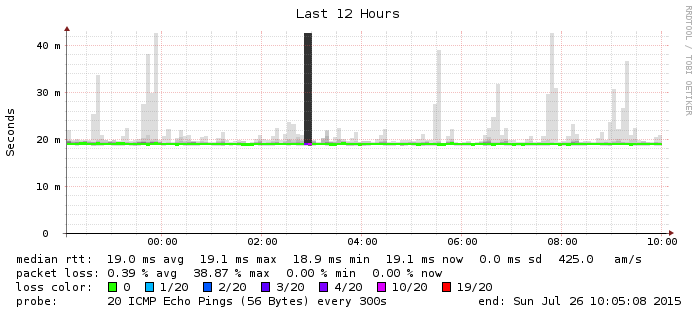 Last 12 Hours
RRDTOOL / TOBI OETIKER
Seconds
40 m
30 m
20 m
10 m
0
00:00 02:00 04:00 06:00 08:00 10:00
median rtt: 19.0 ms avg 19.1 ms max 18.9 ms min 19.1 ms now 0.0 ms sd 425.0 am/s
packet loss: 0.39 % avg 38.87 % max 0.00 % min 0.00 % now
loss color: 0 1/20 2/20 3/20 4/20 10/20 19/20
probe: 20 ICMP Echo Pings (56 Bytes) every 300s end: Sun Jul 26 10:05:08 2015